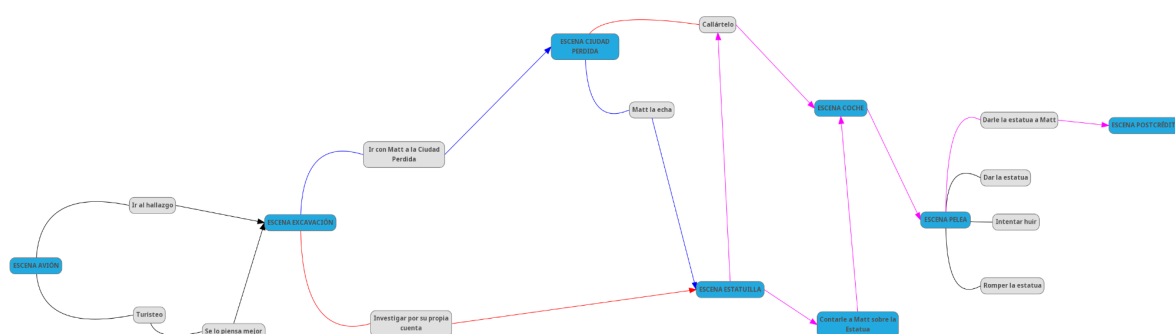 Callártelo
ESCENA CIUDAD
PERDIDA
Matt la echa
ESCENA COCHE
Darle la estatua a Matt
ESCENA POSTCRÉDIT
Ir con Matt a la Ciudad
Perdida
Dar la estatua
Ir al hallazgo
ESCENA EXCAVACIÓN
ESCENA PELEA
Intentar huir
ESCENA AVIÓN
ESCENA ESTATUILLA
Romper la estatua
Turisteo
Se lo piensa mejor
Investigar por su propia
cuenta
Contarle a Matt sobre la
Estatua